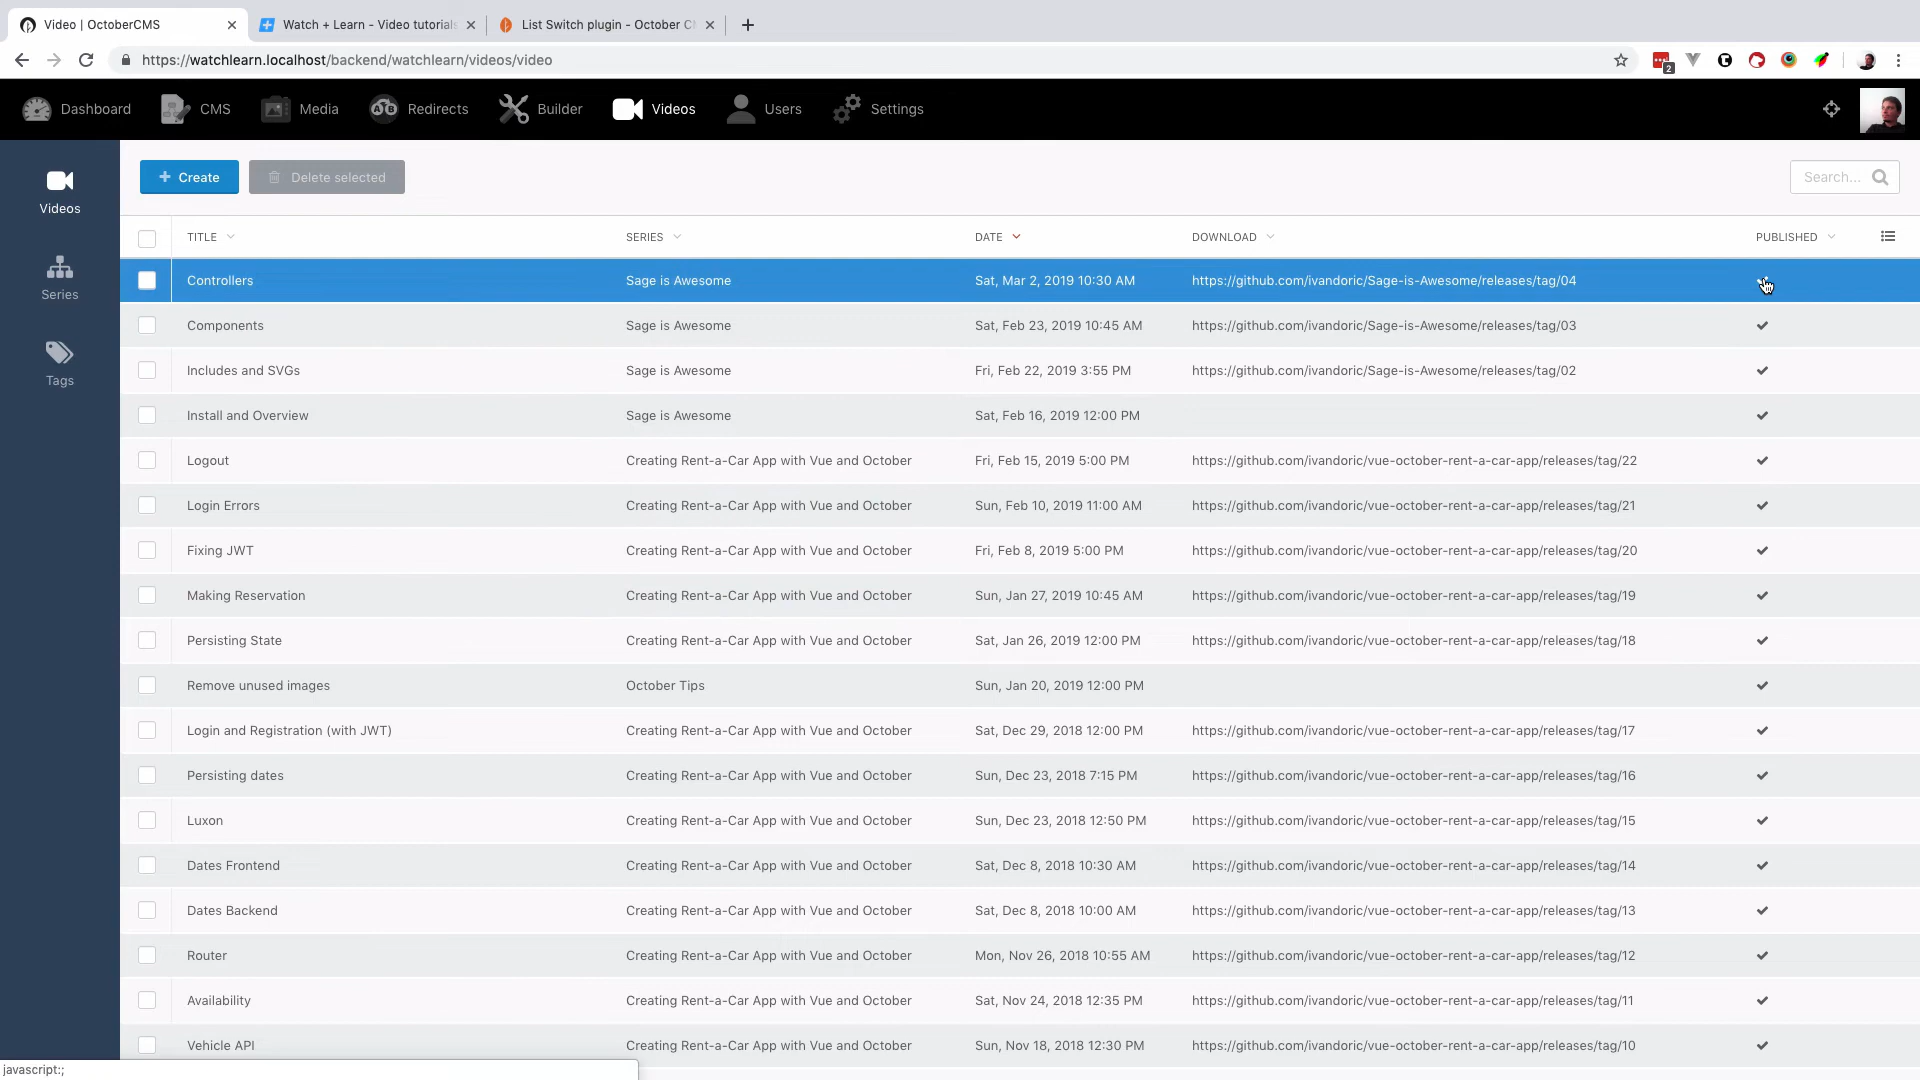 Video | OctoberCMS
Watch + Learn - Video tutorials
List Switch plugin - October C
https://watchlearn.localhost/backend/watchlearn/videos/video
2
Dashboard CMS Media Redirects Builder Videos Users Settings
Videos
Series
Tags
+ Create Delete selected Search...
TITLE SERIES DATE DOWNLOAD PUBLISHED
Controllers Sage is Awesome Sat, Mar 2, 2019 10:30 AM https://github.com/ivandoric/Sage-is-Awesome/releases/tag/04
Components Sage is Awesome Sat, Feb 23, 2019 10:45 AM https://github.com/ivandoric/Sage-is-Awesome/releases/tag/03
Includes and SVGs Sage is Awesome Fri, Feb 22, 2019 3:55 PM https://github.com/ivandoric/Sage-is-Awesome/releases/tag/02
Install and Overview Sage is Awesome Sat, Feb 16, 2019 12:00 PM
Logout Creating Rent-a-Car App with Vue and October Fri, Feb 15, 2019 5:00 PM https://github.com/ivandoric/vue-october-rent-a-car-app/releases/tag/22
Login Errors Creating Rent-a-Car App with Vue and October Sun, Feb 10, 2019 11:00 AM https://github.com/ivandoric/vue-october-rent-a-car-app/releases/tag/21
Fixing JWT Creating Rent-a-Car App with Vue and October Fri, Feb 8, 2019 5:00 PM https://github.com/ivandoric/vue-october-rent-a-car-app/releases/tag/20
Making Reservation Creating Rent-a-Car App with Vue and October Sun, Jan 27, 2019 10:45 AM https://github.com/ivandoric/vue-october-rent-a-car-app/releases/tag/19
Persisting State Creating Rent-a-Car App with Vue and October Sat, Jan 26, 2019 12:00 PM https://github.com/ivandoric/vue-october-rent-a-car-app/releases/tag/18
Remove unused images October Tips Sun, Jan 20, 2019 12:00 PM
Login and Registration (with JWT) Creating Rent-a-Car App with Vue and October Sat, Dec 29, 2018 12:00 PM https://github.com/ivandoric/vue-october-rent-a-car-app/releases/tag/17
Persisting dates Creating Rent-a-Car App with Vue and October Sun, Dec 23, 2018 7:15 PM https://github.com/ivandoric/vue-october-rent-a-car-app/releases/tag/16
Luxon Creating Rent-a-Car App with Vue and October Sun, Dec 23, 2018 12:50 PM https://github.com/ivandoric/vue-october-rent-a-car-app/releases/tag/15
Dates Frontend Creating Rent-a-Car App with Vue and October Sat, Dec 8, 2018 10:30 AM https://github.com/ivandoric/vue-october-rent-a-car-app/releases/tag/14
Dates Backend Creating Rent-a-Car App with Vue and October Sat, Dec 8, 2018 10:00 AM https://github.com/ivandoric/vue-october-rent-a-car-app/releases/tag/13
Router Creating Rent-a-Car App with Vue and October Mon, Nov 26, 2018 10:55 AM https://github.com/ivandoric/vue-october-rent-a-car-app/releases/tag/12
Availability Creating Rent-a-Car App with Vue and October Sat, Nov 24, 2018 12:35 PM https://github.com/ivandoric/vue-october-rent-a-car-app/releases/tag/11
Vehicle API Creating Rent-a-Car App with Vue and October Sun, Nov 18, 2018 12:30 PM https://github.com/ivandoric/vue-october-rent-a-car-app/releases/tag/10
javascript:;